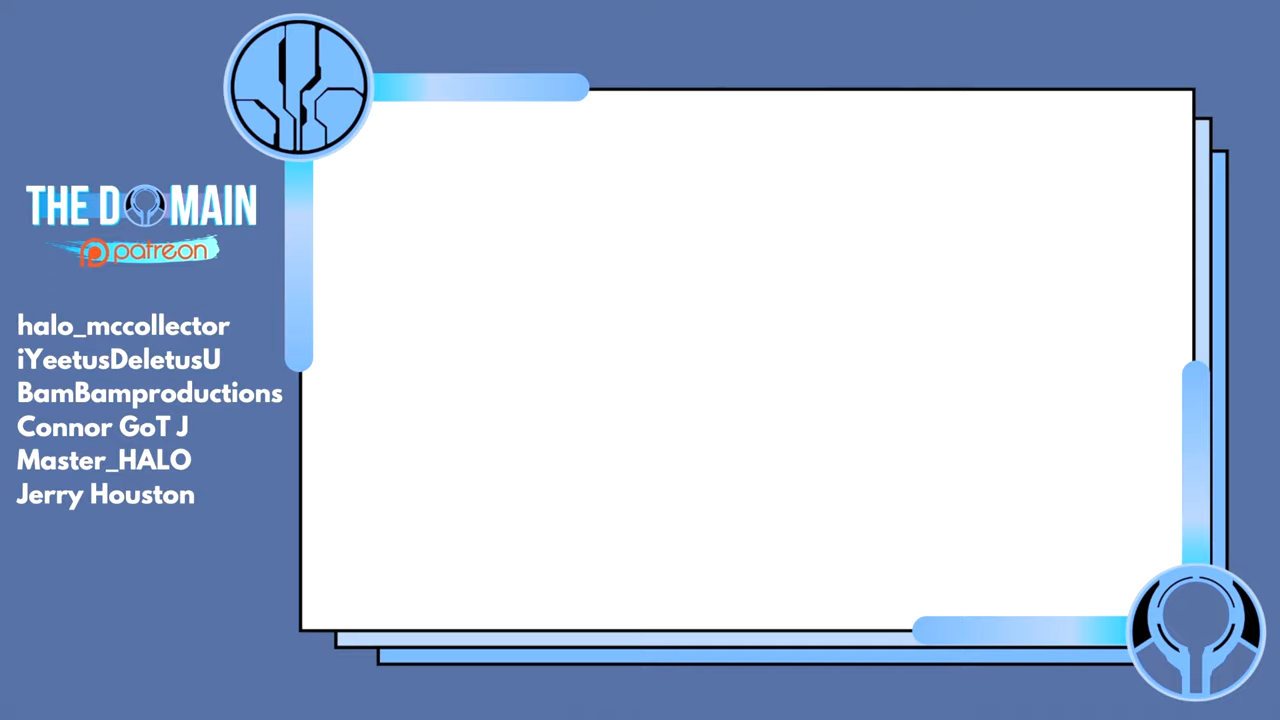 THE DOMAIN
patreon
halo_mccollector
iYeetusDeletusU
BamBamproductions
Connor GoT J
Master_HALO
Jerry Houston